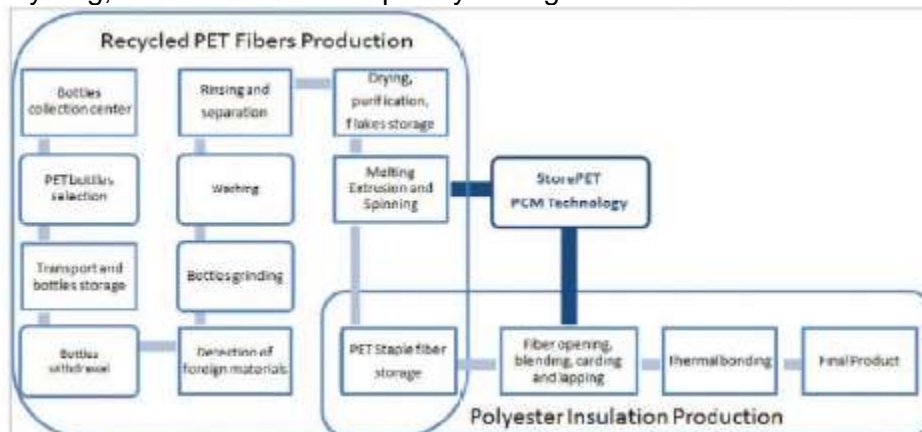 Recycled PET Fibers Production
Bottles
collection center
PET bottles
selection
Transport and
bottles storage
Bottles
withdrawal
Rinsing and
separation
Washing
Bottles grinding
Detection of
foreign materials
Drying,
purification,
flakes storage
Melting
Extrusion and
Spinning
StorePET
PCM Technology
PET Staple fiber
storage
Fiber opening,
blending, carding
and lapping
Thermal bonding
Final Product
Polyester Insulation Production